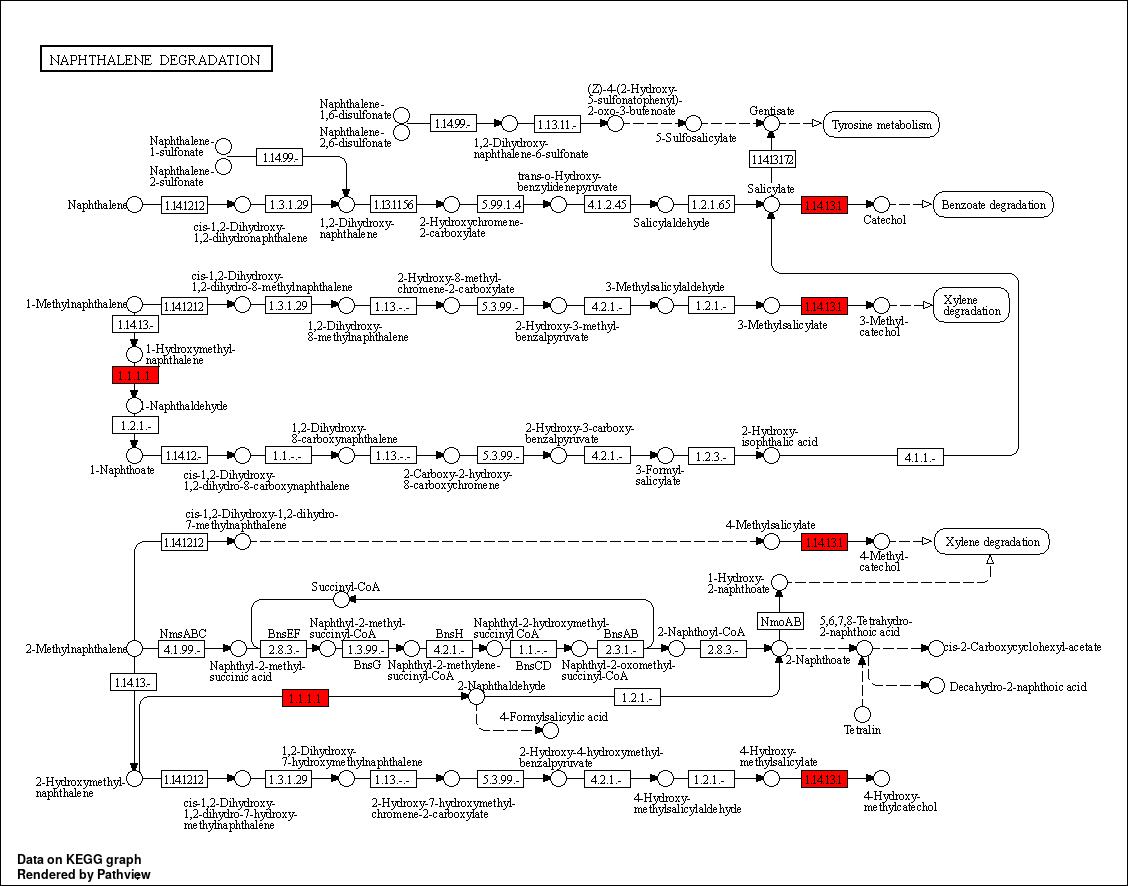 NAPHTHALENE DEGRADATION
Naphthalene-
1,6-disulfonate
Naphthalene-
2,6-disulfonate
1.14.99.-
1,2-Dihydroxy-
naphthalene-6-sulfonate
1.13.11.-
(Z)-4-(2-Hydroxy-
5-sulfonatophenyl)-
2-oxo-3-butenoate
5-Sulfosalicylate
Gentisate
Tyrosine metabolism
Naphthalene-
1-sulfonate
Naphthalene-
2-sulfonate
1.14.99.-
1.14.13.172
Naphthalene
1.14.12.12
cis-1,2-Dihydroxy-
1,2-dihydronaphthalene
1.3.1.29
1,2-Dihydroxy-
naphthalene
1.13.11.56
2-Hydroxychromene-
2-carboxylate
5.99.1.4
trans-o-Hydroxy-
benzylidenepyruvate
4.1.2.45
Salicylaldehyde
1.2.1.65
Salicylate
1.14.13.1
Catechol
Benzoate degradation
1-Methylnaphthalene
1.14.12.12
cis-1,2-Dihydroxy-
1,2-dihydro-8-methylnaphthalene
1.3.1.29
1,2-Dihydroxy-
8-methylnaphthalene
1.13.-.-
2-Hydroxy-8-methyl-
chromene-2-carboxylate
5.3.99.-
2-Hydroxy-3-methyl-
benzalpyruvate
4.2.1.-
3-Methylsalicylaldehyde
1.2.1.-
3-Methylsalicylate
1.14.13.1
3-Methyl-
catechol
Xylene
degradation
1.14.13.-
1-Hydroxymethyl-
naphthalene
1.1.1.1
1-Naphthaldehyde
1.2.1.-
1-Naphthoate
1.14.12.-
cis-1,2-Dihydroxy-
1,2-dihydro-8-carboxynaphthalene
1.1.-.-
1,2-Dihydroxy-
8-carboxynaphthalene
1.13.-.-
2-Carboxy-2-hydroxy-
8-carboxychromene
5.3.99.-
2-Hydroxy-3-carboxy-
benzalpyruvate
4.2.1.-
3-Formyl-
salicylate
1.2.3.-
2-Hydroxy-
isophthalic acid
4.1.1.-
cis-1,2-Dihydroxy-1,2-dihydro-
7-methylnaphthalene
1.14.12.12
4-Methylsalicylate
1.14.13.1
4-Methyl-
catechol
Xylene degradation
Succinyl-CoA
1-Hydroxy-
2-naphthoate
NmoAB
2-Methylnaphthalene
NmsABC
4.1.99.-
Naphthyl-2-methyl-
succinic acid
BnsEF
2.8.3.-
Naphthyl-2-methyl-
succinyl-CoA
1.3.99.-
BnsG
Naphthyl-2-methylene-
succinyl-CoA
BnsH
4.2.1.-
Naphthyl-2-hydroxymethyl-
succinyl CoA
1.1.-.-
BnsCD
Naphthyl-2-oxomethyl-
succinyl-CoA
BnsAB
2.3.1.-
2-Naphthoyl-CoA
2.8.3.-
2-Naphthoate
5,6,7,8-Tetrahydro-
2-naphthoic acid
cis-2-Carboxycyclohexyl-acetate
Decahydro-2-naphthoic acid
Tetralin
1.14.13.-
1.1.1.1
2-Naphthaldehyde
1.2.1.-
4-Formylsalicylic acid
2-Hydroxymethyl-
naphthalene
1.14.12.12
cis-1,2-Dihydroxy-
1,2-dihydro-7-hydroxy-
methylnaphthalene
1.3.1.29
1,2-Dihydroxy-
7-hydroxymethylnaphthalene
1.13.-.-
2-Hydroxy-7-hydroxymethyl-
chromene-2-carboxylate
5.3.99.-
2-Hydroxy-4-hydroxymethyl-
benzalpyruvate
4.2.1.-
4-Hydroxy-
methylsalicylaldehyde
1.2.1.-
4-Hydroxy-
methylsalicylate
1.14.13.1
4-Hydroxy-
methylcatechol
Data on KEGG graph
Rendered by Pathview